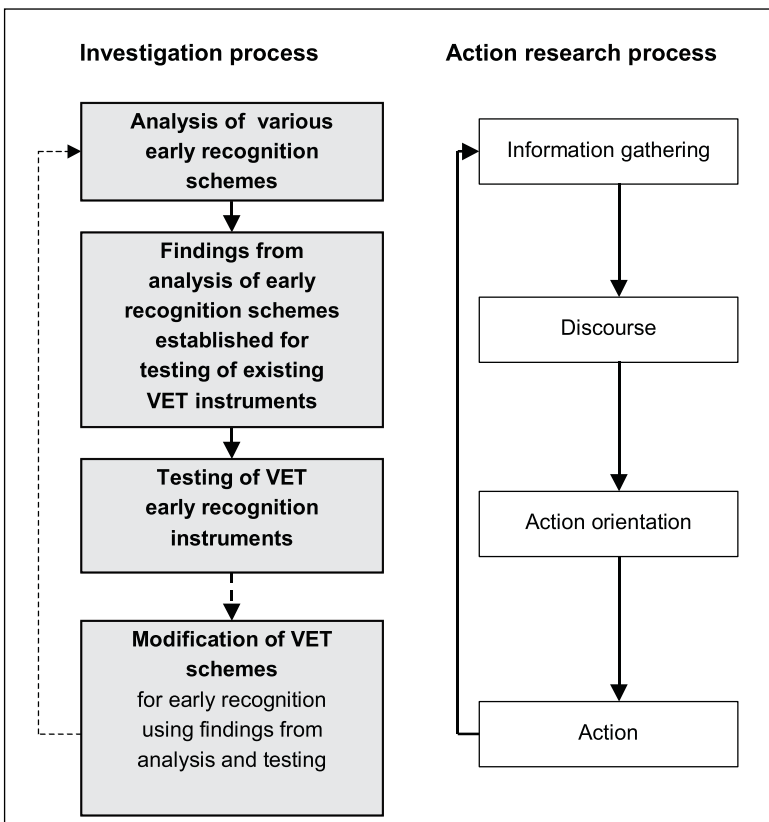 Investigation process
Analysis of various
early recognition
schemes
Findings from
analysis of early
recognition schemes
established for
testing of existing
VET instruments
Testing of VET
early recognition
instruments
Modification of VET
schemes
for early recognition
using findings from
analysis and testing
Action research process
Information gathering
Discourse
Action orientation
Action